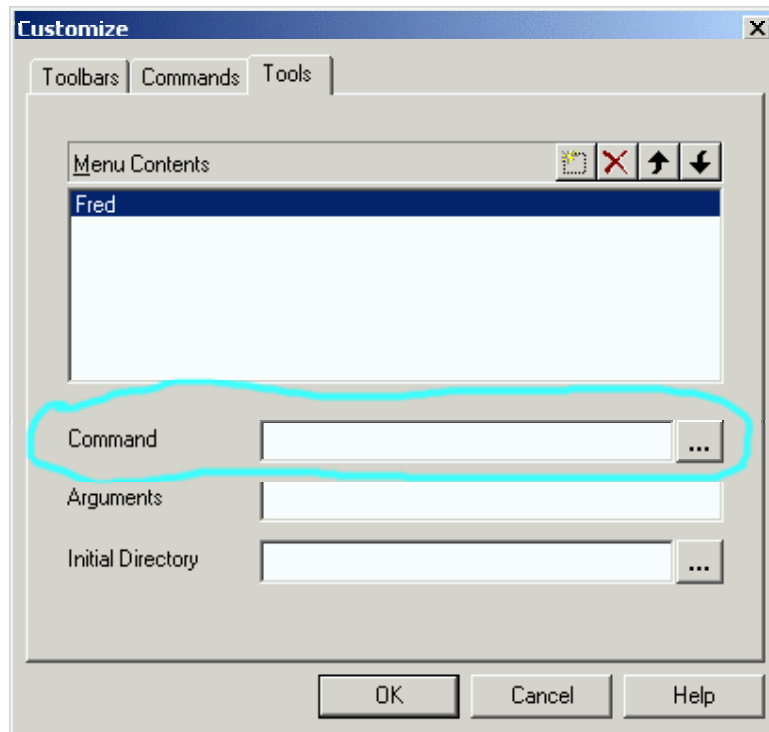 Customize
Toolbars Commands Tools
Menu Contents
Fred
Command ...
Arguments
Initial Directory ...
OK Cancel Help